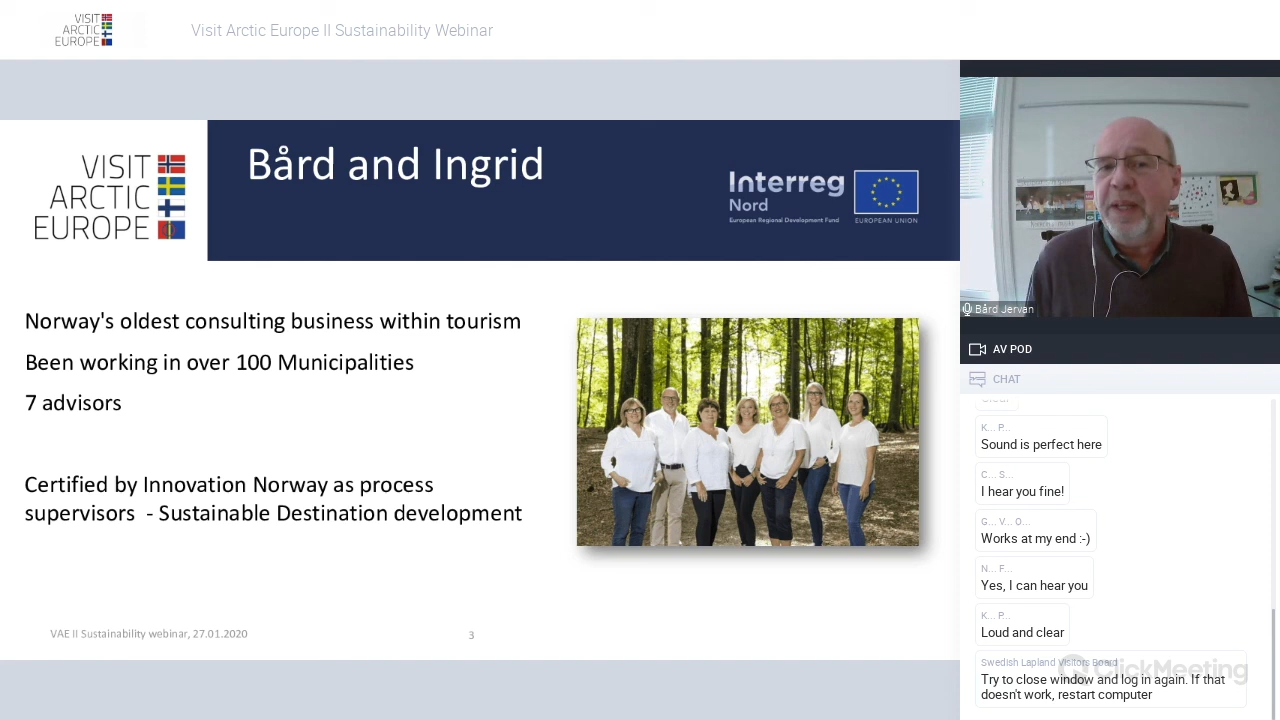 VISIT
ARCTIC
EUROPE
Visit Arctic Europe II Sustainability Webinar
VISIT
ARCTIC
EUROPE
Bård and Ingrid
Interreg
Nord
European Regional Development Fund
EUROPEAN UNION
Norway's oldest consulting business within tourism
Been working in over 100 Municipalities
7 advisors
Certified by Innovation Norway as process
supervisors - Sustainable Destination development
VAE II Sustainability webinar, 27.01.2020
3
Bård Jervan
AV POD
CHAT
K... P...
Sound is perfect here
C... S...
I hear you fine!
G... V... O...
Works at my end :-)
N... F...
Yes, I can hear you
K... P...
Loud and clear
Swedish Lapland Visitors Board
ClickMeeting
Try to close window and log in again. If that
doesn't work, restart computer